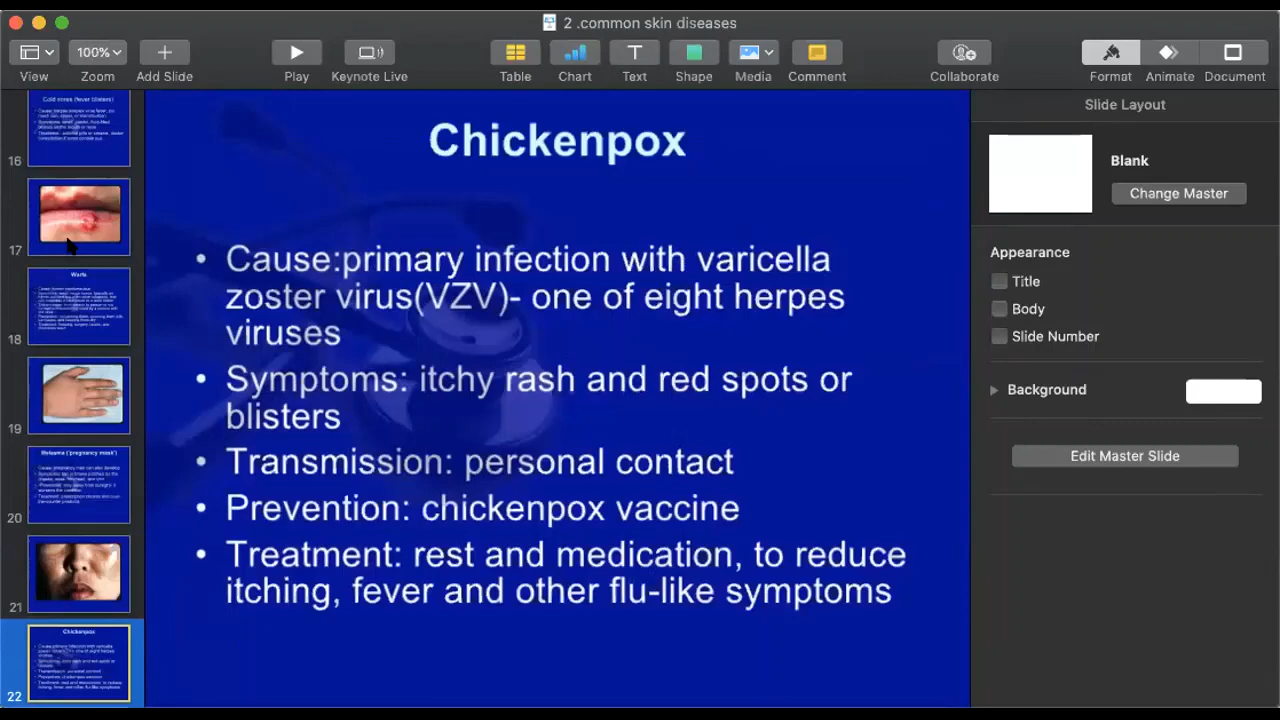 2 .common skin diseases
100%
View
Zoom
Add Slide
Play
Keynote Live
Table
Chart
Text
Shape
Media
Comment
Collaborate
Format
Animate
Document
Cold sores (fever blisters)
16
17
Warts
18
19
Melasma ('pregnancy mask')
20
21
Chickenpox
22
Chickenpox
• Cause:primary infection with varicella
zoster virus(VZV) one of eight herpes
viruses
• Symptoms: itchy rash and red spots or
blisters
• Transmission: personal contact
• Prevention: chickenpox vaccine
• Treatment: rest and medication, to reduce
itching, fever and other flu-like symptoms
Slide Layout
Blank
Change Master
Appearance
Title
Body
Slide Number
Background
Edit Master Slide